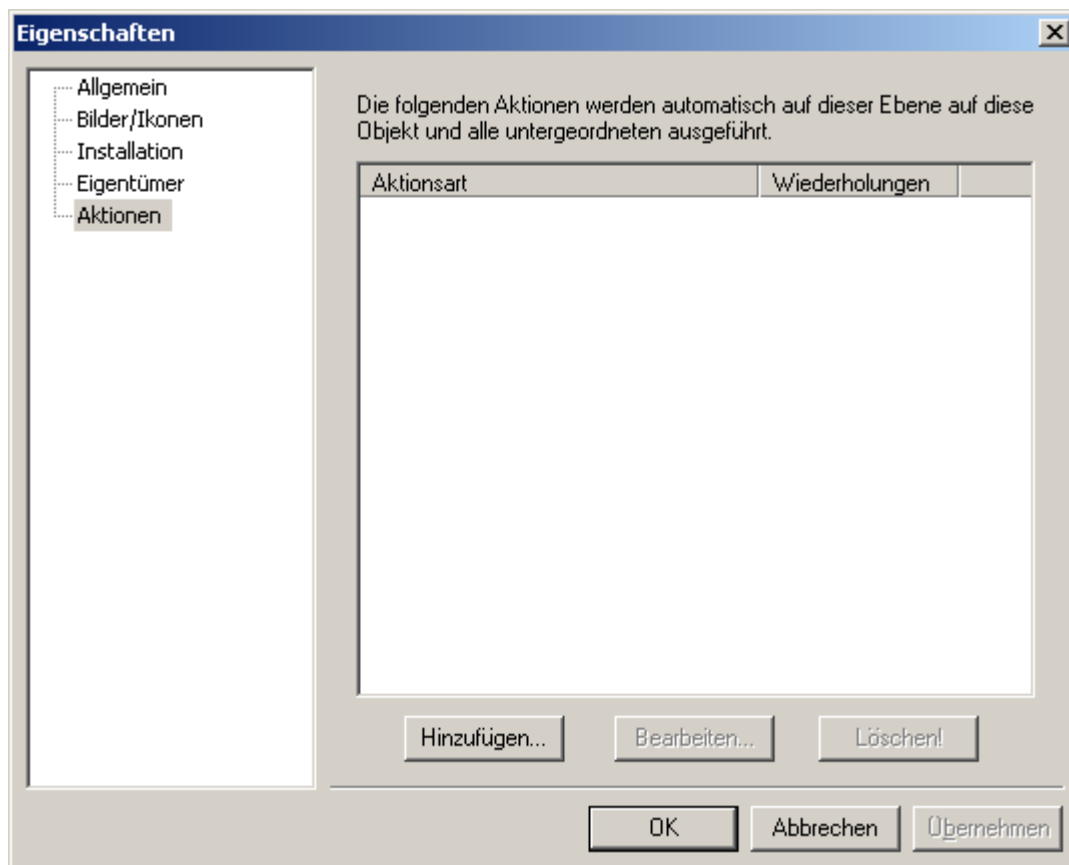 Eigenschaften
Allgemein
Bilder/Ikonen
Installation
Eigentümer
Aktionen
Die folgenden Aktionen werden automatisch auf dieser Ebene auf diese
Objekt und alle untergeordneten ausgeführt.
Aktionsart Wiederholungen
Hinzufügen... Bearbeiten... Löschen!
OK Abbrechen Übernehmen